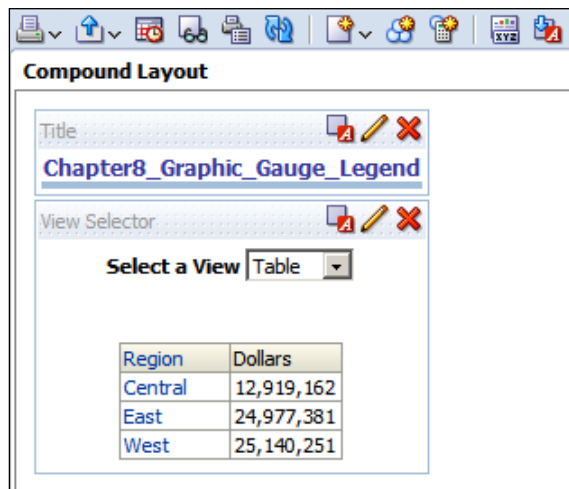 XYZ A
Compound Layout
Title A
Chapter8_Graphic_Gauge_Legend
View Selector A
Select a View Table
Region Dollars
Central 12,919,162
East 24,977,381
West 25,140,251